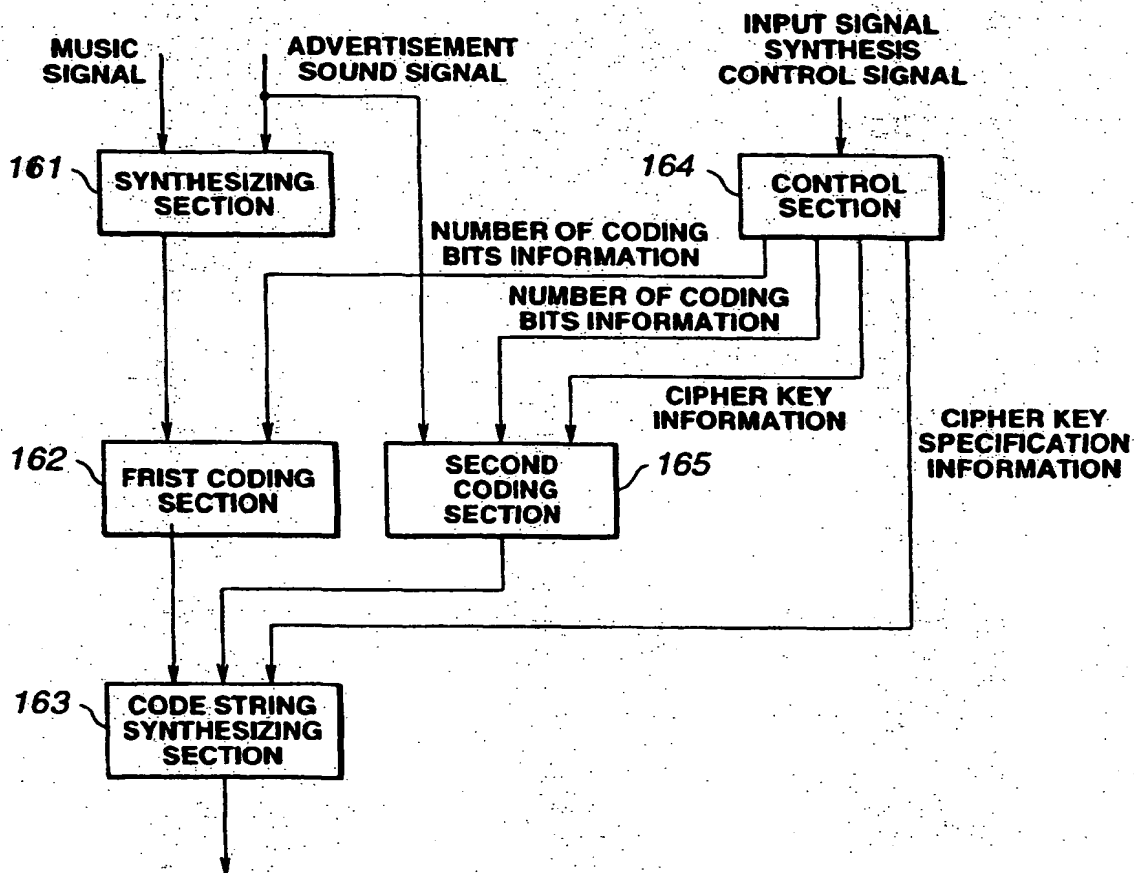 MUSIC
SIGNAL
ADVERTISEMENT
SOUND SIGNAL
INPUT SIGNAL
SYNTHESIS
CONTROL SIGNAL
161
SYNTHESIZING
SECTION
164
CONTROL
SECTION
NUMBER OF CODING
BITS INFORMATION
NUMBER OF CODING
BITS INFORMATION
CIPHER KEY
INFORMATION
CIPHER KEY
SPECIFICATION
INFORMATION
162
FRIST CODING
SECTION
SECOND
CODING
SECTION
165
163
CODE STRING
SYNTHESIZING
SECTION